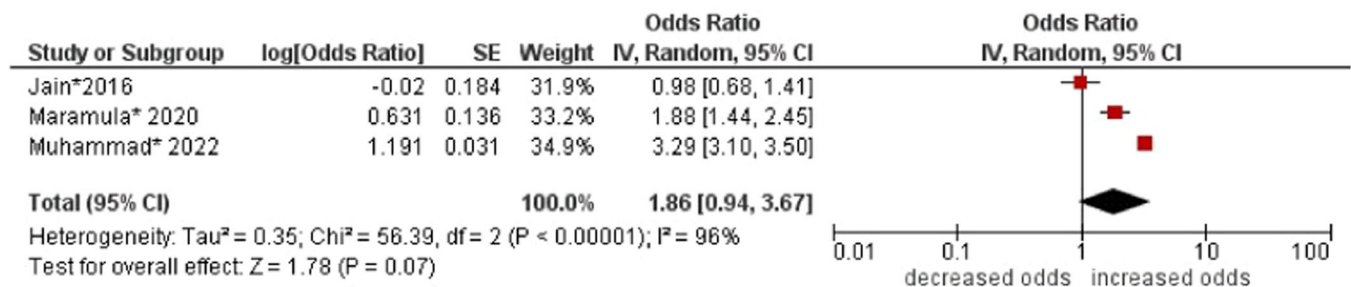 Odds Ratio Odds Ratio
Study or Subgroup log[Odds Ratio] SE Weight IV, Random, 95% CI IV, Random, 95% CI
Jain*2016 -0.02 0.184 31.9% 0.98 [0.68, 1.41]
Maramula* 2020 0.631 0.136 33.2% 1.88 [1.44, 2.45]
Muhammad* 2022 1.191 0.031 34.9% 3.29 [3.10, 3.50]
Total (95% CI) 100.0% 1.86 [0.94, 3.67]
Heterogeneity: Tau² = 0.35; Chi² = 56.39, df = 2 (P < 0.00001); I² = 96%
Test for overall effect: Z = 1.78 (P = 0.07)
0.01 0.1 1 10 100
decreased odds increased odds